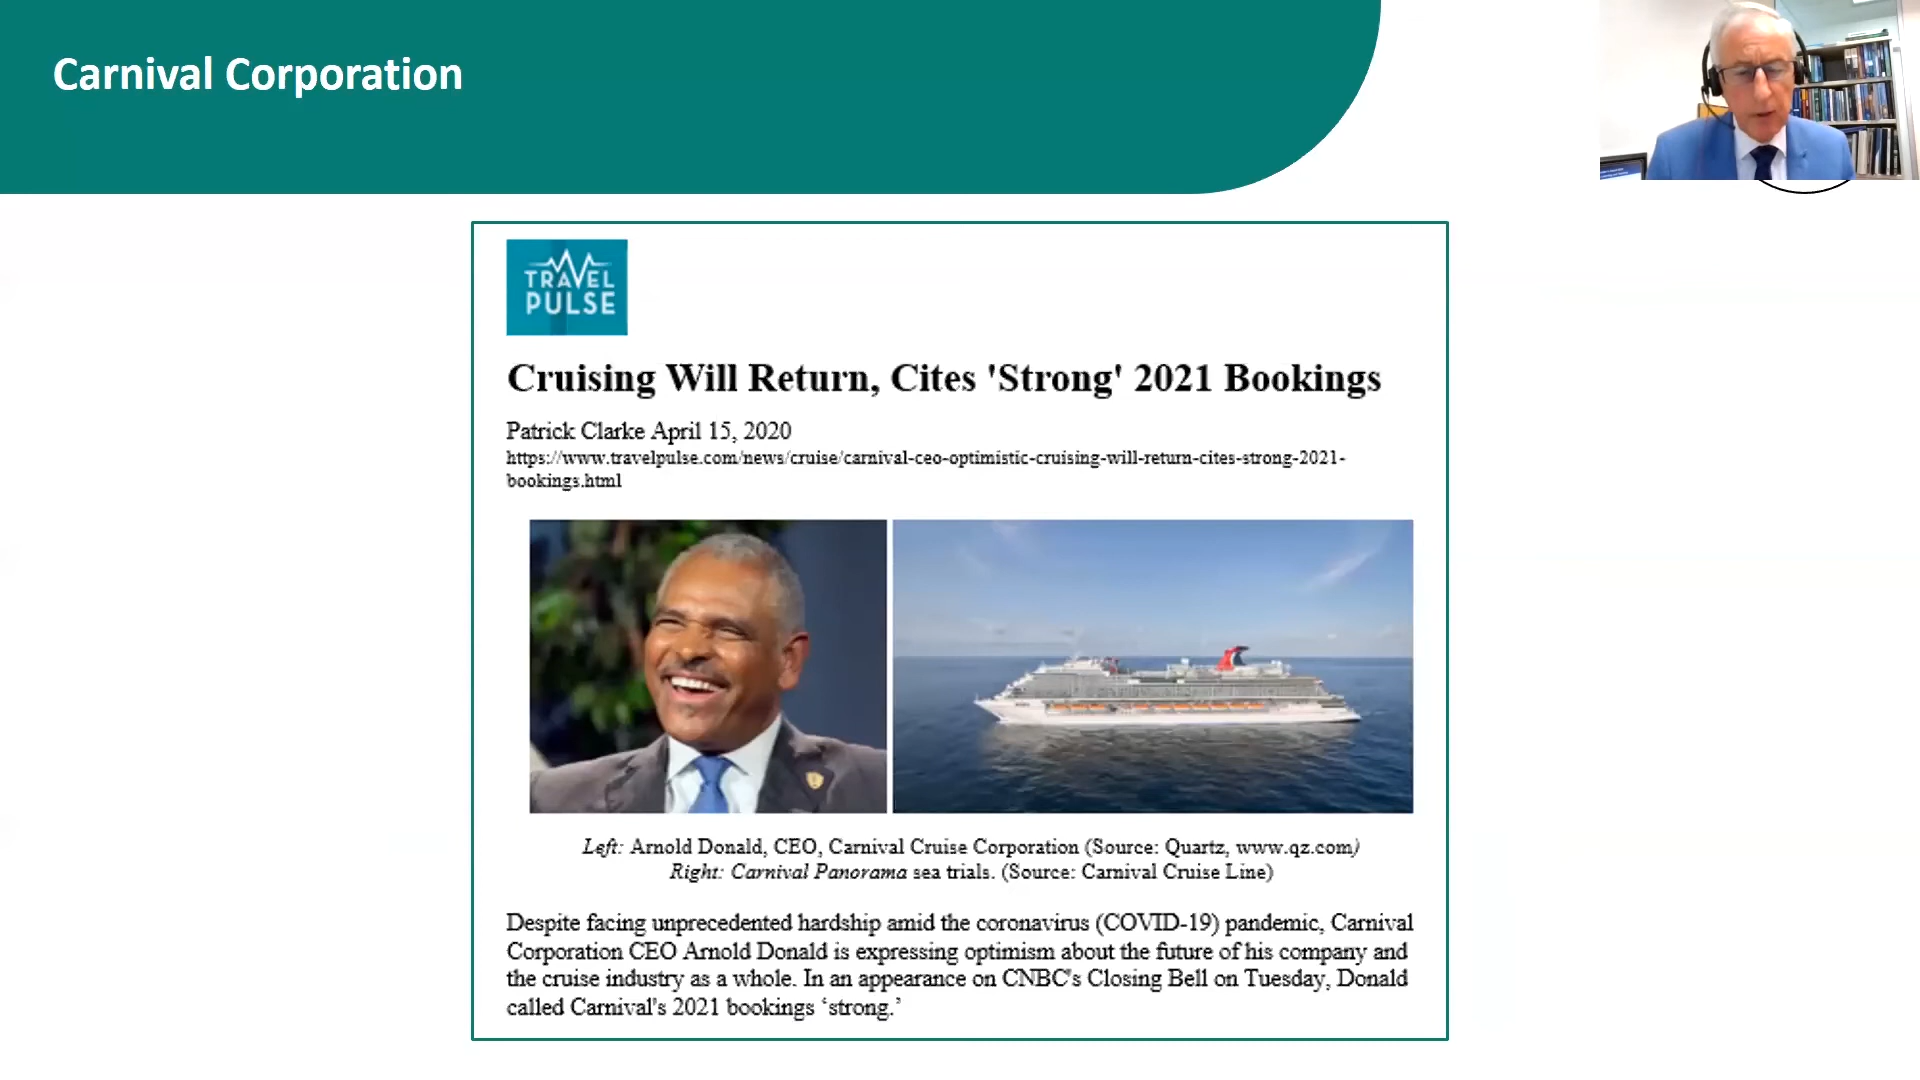 Carnival Corporation
TRAVEL
PULSE
Cruising Will Return, Cites 'Strong' 2021 Bookings
Patrick Clarke April 15, 2020
https://www.travelpulse.com/news/cruise/carnival-ceo-optimistic-cruising-will-return-cites-strong-2021-
bookings.html
Left: Arnold Donald, CEO, Carnival Cruise Corporation (Source: Quartz, www.qz.com)
Right: Carnival Panorama sea trials. (Source: Carnival Cruise Line)
Despite facing unprecedented hardship amid the coronavirus (COVID-19) pandemic, Carnival
Corporation CEO Arnold Donald is expressing optimism about the future of his company and
the cruise industry as a whole. In an appearance on CNBC's Closing Bell on Tuesday, Donald
called Carnival's 2021 bookings ‘strong.’